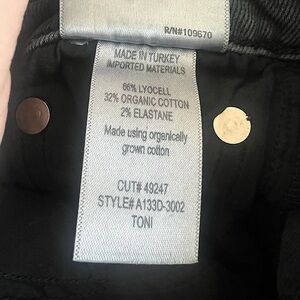 R/N#109670
MADE IN TURKEY
IMPORTED MATERIALS
66% LYOCELL
32% ORGANIC COTTON
2% ELASTANE
Made using organically
grown cotton
CUT# 49247
STYLE# A133D-3002
TONI